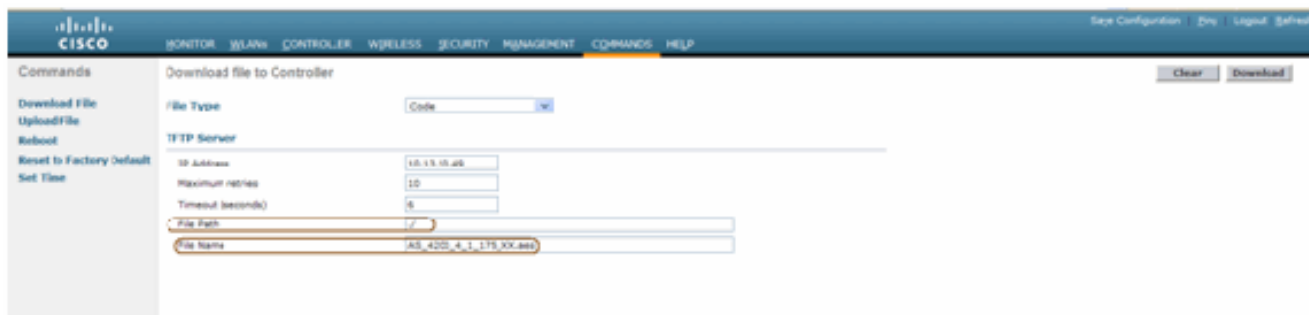 Save Configuration Ping Logout Refresh
CISCO
MONITOR WLANs CONTROLLER WIRELESS SECURITY MANAGEMENT COMMANDS HELP
Commands
Download File
Upload File
Reboot
Reset to Factory Default
Set Time
Download file to Controller
Clear Download
File Type Code
TFTP Server
IP Address
Maximum retries 10
Timeout (seconds) 6
File Path ./
File Name